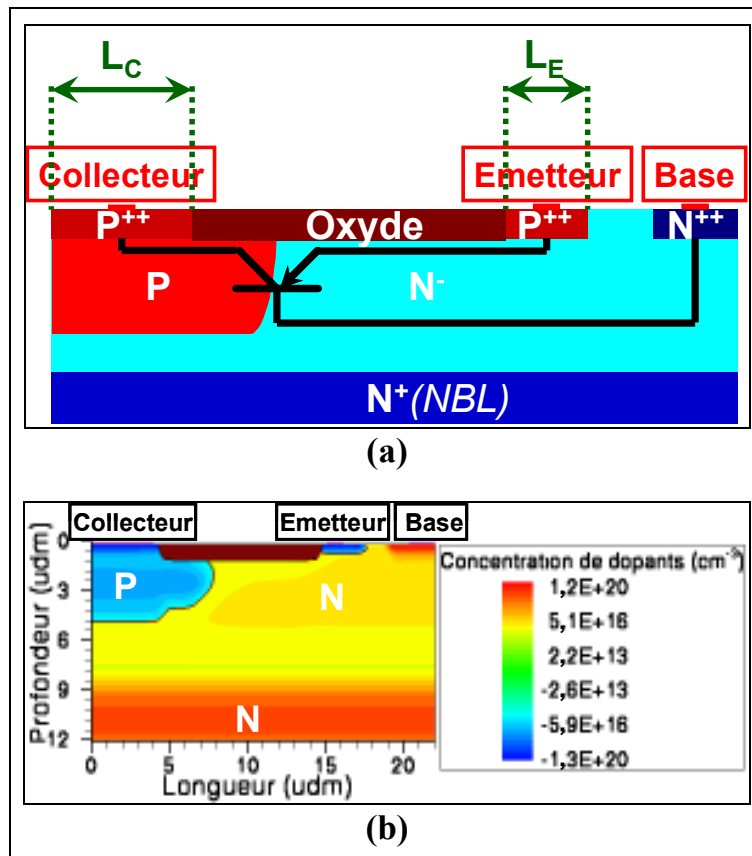 L_C L_E
Collecteur Emetteur Base
P++ Oxyde P++ N++
P N-
N+(NBL)
(a)
Collecteur Emetteur Base
Profondeur (udm)
0
3
6
9
12
P N
N
0 5 10 15 20
Longueur (udm)
Concentration de dopants (cm⁻³)
1,2E+20
5,1E+16
2,2E+13
-2,6E+13
-5,9E+16
-1,3E+20
(b)